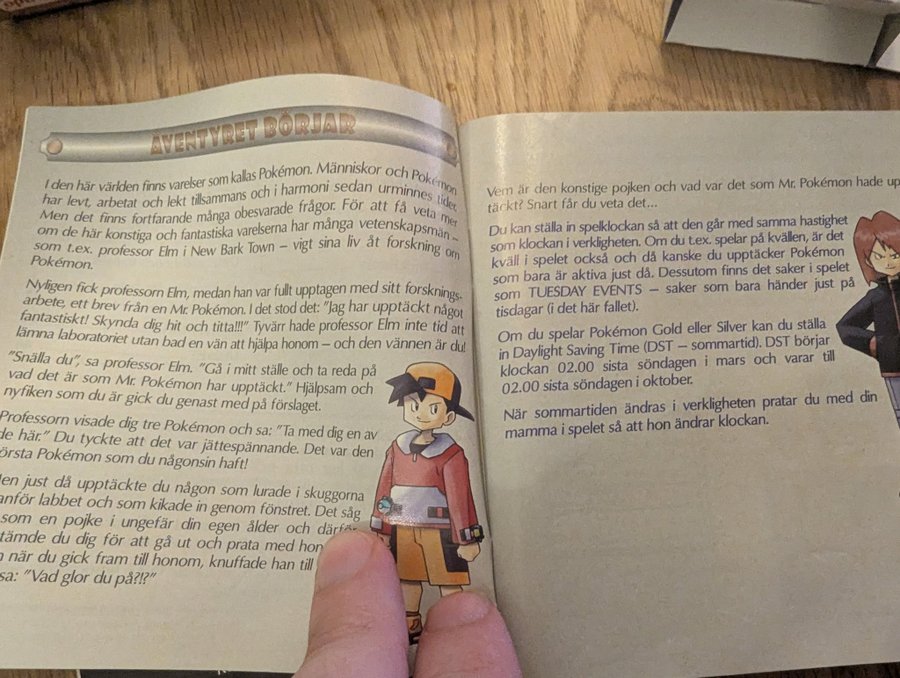 ÄVENTYRET BÖRJAR
I den här världen finns varelser som kallas Pokémon. Människor och Pokémon
har levt, arbetat och lekt tillsammans och i harmoni sedan urminnes tider.
Men det finns fortfarande många obesvarade frågor. För att få veta mer
om de här konstiga och fantastiska varelserna har många vetenskapsmän –
som t.ex. professor Elm i New Bark Town – vigt sina liv åt forskning om
Pokémon.
Nyligen fick professorn Elm, medan han var fullt upptagen med sitt forsknings-
arbete, ett brev från en Mr. Pokémon. I det stod det: "Jag har upptäckt något
fantastiskt! Skynda dig hit och titta!!!" Tyvärr hade professor Elm inte tid att
lämna laboratoriet utan bad en vän att hjälpa honom – och den vännen är du!
"Snälla du", sa professor Elm. "Gå i mitt ställe och ta reda på
vad det är som Mr. Pokémon har upptäckt." Hjälpsam och
nyfiken som du är gick du genast med på förslaget.
Professorn visade dig tre Pokémon och sa: "Ta med dig en av
de här." Du tyckte att det var jättespännande. Det var den
örsta Pokémon som du någonsin haft!
en just då upptäckte du någon som lurade i skuggorna
anför labbet och som kikade in genom fönstret. Det såg
som en pojke i ungefär din egen ålder och därför
tämde du dig för att gå ut och prata med hon
n när du gick fram till honom, knuffade han till
sa: "Vad glor du på?!?"
Vem är den konstige pojken och vad var det som Mr. Pokémon hade up
täckt? Snart får du veta det...
Du kan ställa in spelklockan så att den går med samma hastighet
som klockan i verkligheten. Om du t.ex. spelar på kvällen, är det
kväll i spelet också och då kanske du upptäcker Pokémon
som bara är aktiva just då. Dessutom finns det saker i spelet
som TUESDAY EVENTS – saker som bara händer just på
tisdagar (i det här fallet).
Om du spelar Pokémon Gold eller Silver kan du ställa
in Daylight Saving Time (DST – sommartid). DST börjar
klockan 02.00 sista söndagen i mars och varar till
02.00 sista söndagen i oktober.
När sommartiden ändras i verkligheten pratar du med din
mamma i spelet så att hon ändrar klockan.